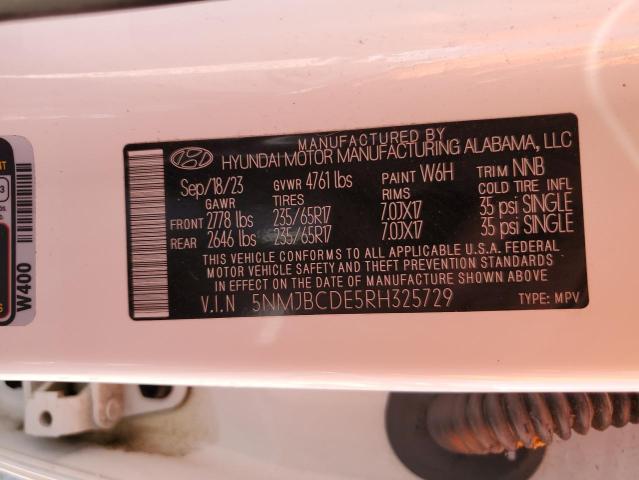 MANUFACTURED BY
HYUNDAI MOTOR MANUFACTURING ALABAMA, LLC
Sep/18/23 GVWR 4761 lbs PAINT W6H TRIM NNB
GAWR TIRES RIMS COLD TIRE INFL
FRONT 2778 lbs 235/65R17 7.0JX17 35 psi SINGLE
REAR 2646 lbs 235/65R17 7.0JX17 35 psi SINGLE
THIS VEHICLE CONFORMS TO ALL APPLICABLE U.S.A. FEDERAL
MOTOR VEHICLE SAFETY AND THEFT PREVENTION STANDARDS
IN EFFECT ON THE DATE OF MANUFACTURE SHOWN ABOVE.
V.I.N 5NMJBCDE5RH325729 TYPE: MPV
W400